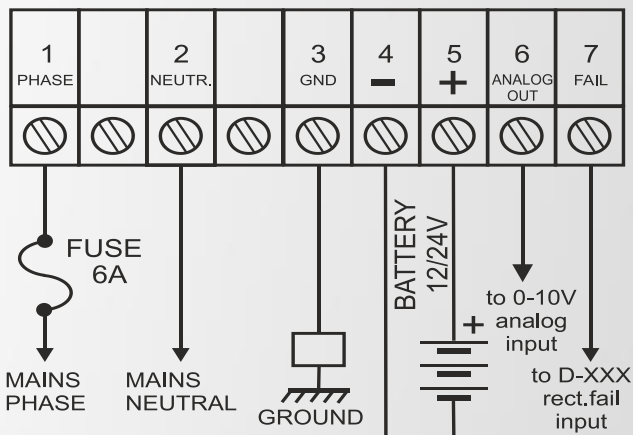 1 2 3 4 5 6 7
PHASE NEUTR. GND − + ANALOG OUT FAIL
FUSE
6A
BATTERY
12/24V
+
to 0-10V
analog
input
to D-XXX
rect.fail
input
MAINS
PHASE
MAINS
NEUTRAL
GROUND